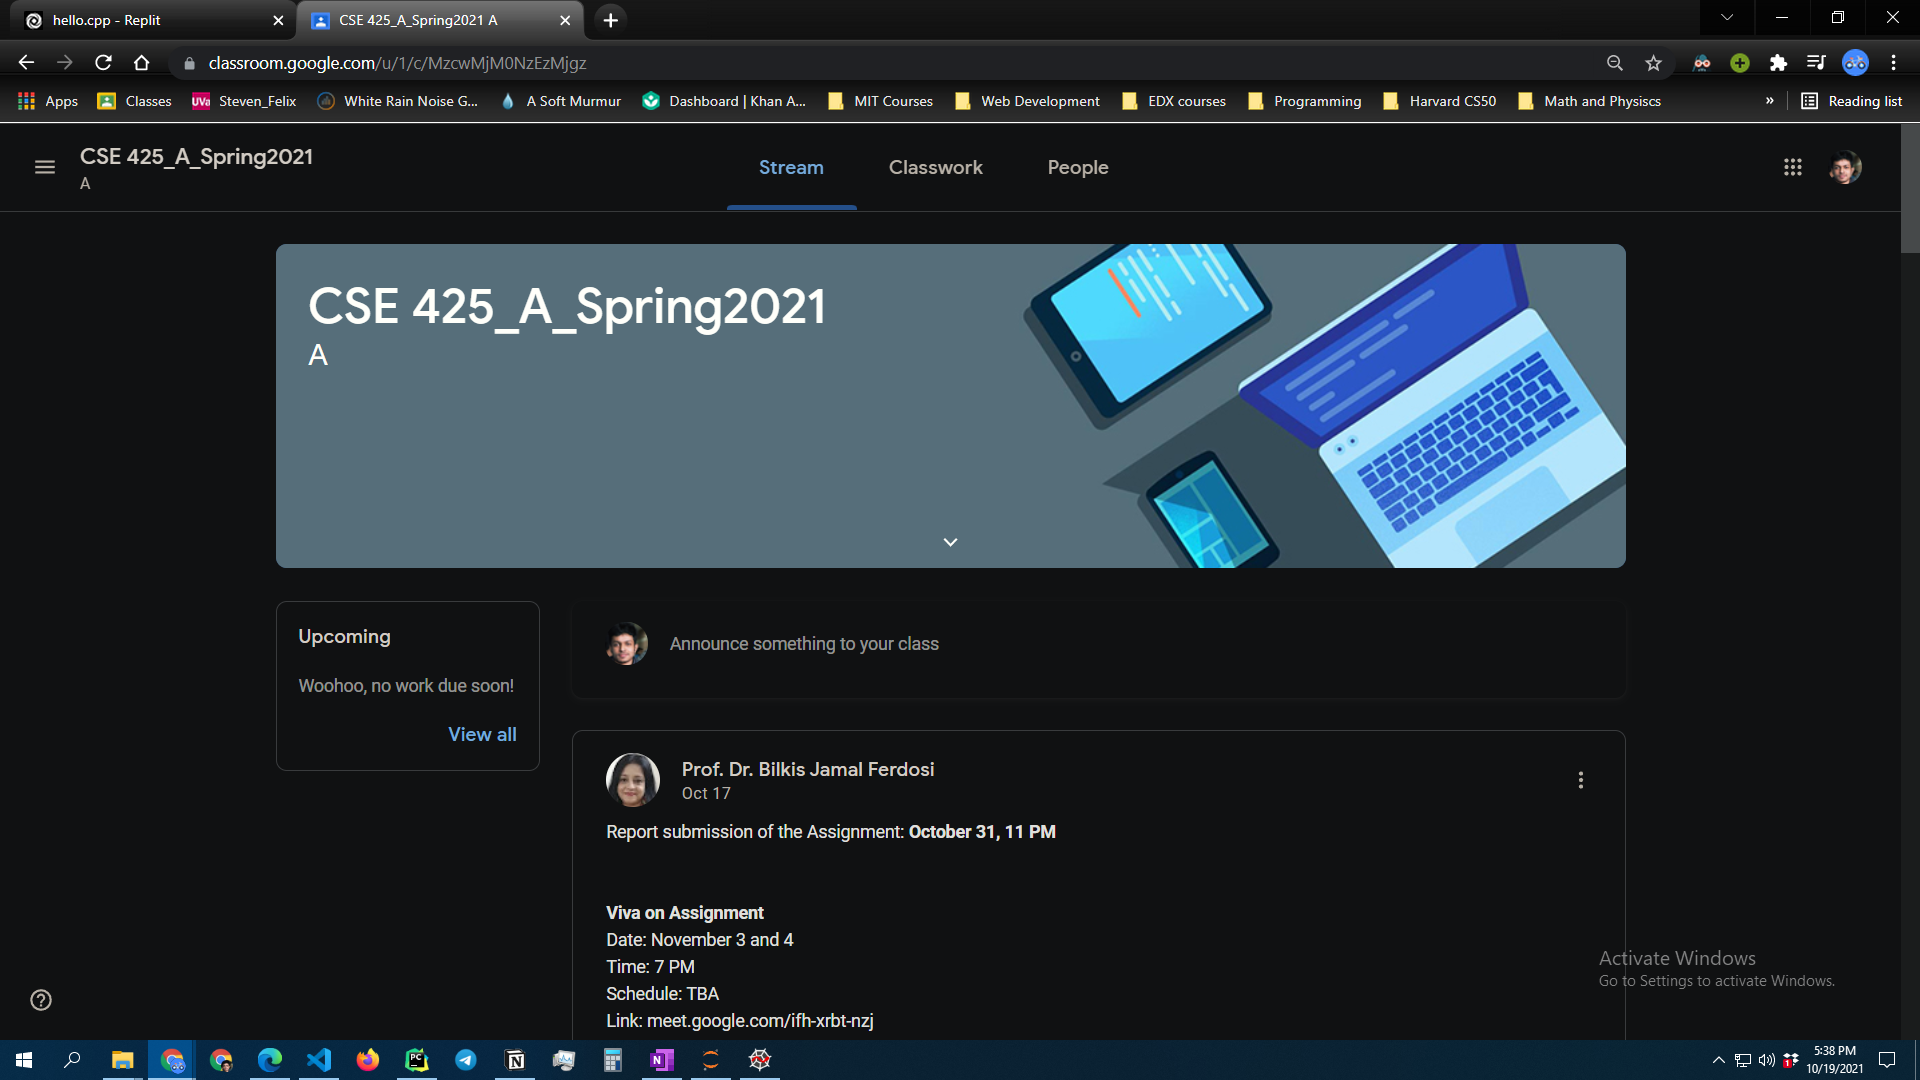 hello.cpp - Replit
CSE 425_A_Spring2021 A
classroom.google.com/u/1/c/MzcwMjM0NzEzMjgz
Apps
Classes
UVa
Steven_Felix
White Rain Noise G...
A Soft Murmur
Dashboard | Khan A...
MIT Courses
Web Development
EDX courses
Programming
Harvard CS50
Math and Physiscs
»
Reading list
CSE 425_A_Spring2021
A
Stream
Classwork
People
CSE 425_A_Spring2021
A
Upcoming
Woohoo, no work due soon!
View all
Announce something to your class
Prof. Dr. Bilkis Jamal Ferdosi
Oct 17
Report submission of the Assignment: October 31, 11 PM
Viva on Assignment
Date: November 3 and 4
Time: 7 PM
Schedule: TBA
Link: meet.google.com/ifh-xrbt-nzj
Activate Windows
Go to Settings to activate Windows.
5:38 PM
10/19/2021